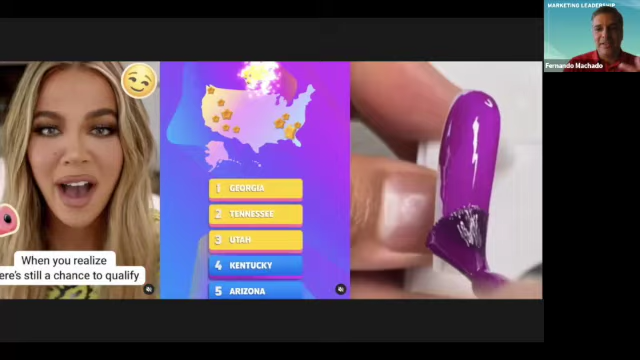 MARKETING LEADERSHIP
Fernando Machado
When you realize
ere's still a chance to qualify
1 GEORGIA
2 TENNESSEE
3 UTAH
4 KENTUCKY
5 ARIZONA